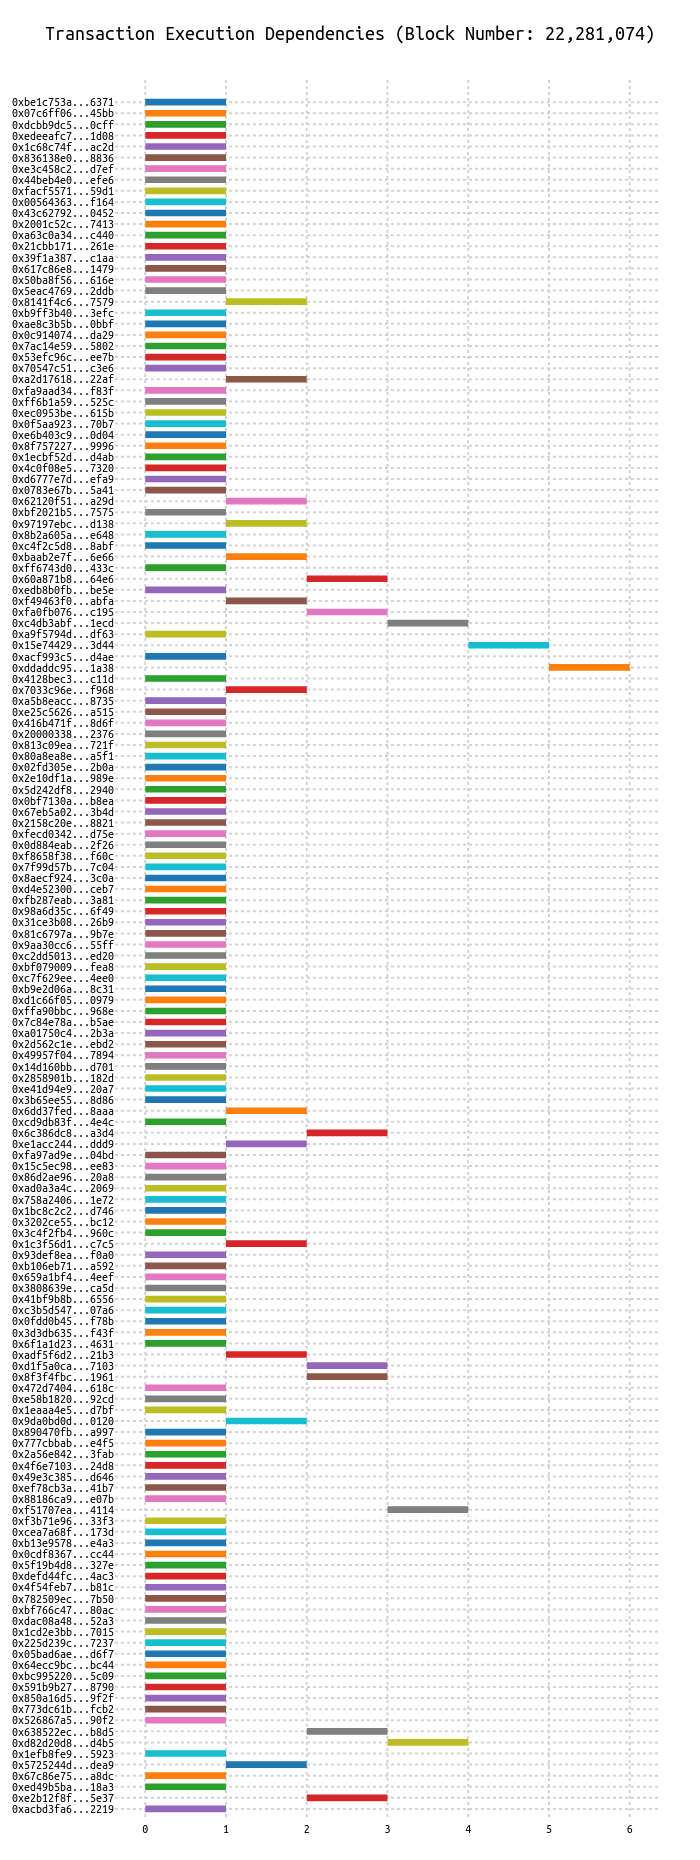 Transaction Execution Dependencies (Block Number: 22,281,074)
0xbe1c753a...6371
0x07c6ff06...45bb
0xdcbb9dc5...0cff
0xedeeafc7...1d08
0x1c68c74f...ac2d
0x836138e0...8836
0xe3c458c2...d7ef
0x44beb4e0...efe6
0xfacf5571...59d1
0x00564363...f164
0x43c62792...0452
0x2001c52c...7413
0xa63c0a34...c440
0x21cbb171...261e
0x39f1a387...c1aa
0x617c86e8...1479
0x50ba8f56...616e
0x5eac4769...2ddb
0x8141f4c6...7579
0xb9ff3b40...3efc
0xae8c3b5b...0bbf
0x0c914074...da29
0x7ac14e59...5802
0x53efc96c...ee7b
0x70547c51...c3e6
0xa2d17618...22af
0xfa9aad34...f83f
0xff6b1a59...525c
0xec0953be...615b
0x0f5aa923...70b7
0xe6b403c9...0d04
0x8f757227...9996
0x1ecbf52d...d4ab
0x4c0f08e5...7320
0xd6777e7d...efa9
0x0783e67b...5a41
0x62120f51...a29d
0xbf2021b5...7575
0x97197ebc...d138
0x8b2a605a...e648
0xc4f2c5d8...8abf
0xbaab2e7f...6e66
0xff6743d0...433c
0x60a871b8...64e6
0xedb8b0fb...be5e
0xf49463f0...abfa
0xfa0fb076...c195
0xc4db3abf...1ecd
0xa9f5794d...df63
0x15e74429...3d44
0xacf993c5...d4ae
0xddaddc95...1a38
0x4128bec3...c11d
0x7033c96e...f968
0xa5b8eacc...8735
0xe25c5626...a515
0x416b471f...8d6f
0x20000338...2376
0x813c09ea...721f
0x80a8ea8e...a5f1
0x02fd305e...2b0a
0x2e10df1a...989e
0x5d242df8...2940
0x0bf7130a...b8ea
0x67eb5a02...3b4d
0x2158c20e...8821
0xfecd0342...d75e
0x0d884eab...2f26
0xf8658f38...f60c
0x7f99d57b...7c04
0x8aecf924...3c0a
0xd4e52300...ceb7
0xfb287eab...3a81
0x98a6d35c...6f49
0x31ce3b08...26b9
0x81c6797a...9b7e
0x9aa30cc6...55ff
0xc2dd5013...ed20
0xbf079009...fea8
0xc7f629ee...4ee0
0xb9e2d06a...8c31
0xd1c66f05...0979
0xffa90bbc...968e
0x7c84e78a...b5ae
0xa01750c4...2b3a
0x2d562c1e...ebd2
0x49957f04...7894
0x14d160bb...d701
0x2858901b...182d
0xe41d94e9...20a7
0x3b65ee55...8d86
0x6dd37fed...8aaa
0xcd9db83f...4e4c
0x6c386dc8...a3d4
0xe1acc244...ddd9
0xfa97ad9e...04bd
0x15c5ec98...ee83
0x86d2ae96...20a8
0xad0a3a4c...2069
0x758a2406...1e72
0x1bc8c2c2...d746
0x3202ce55...bc12
0x3c4f2fb4...960c
0x1c3f56d1...c7c5
0x93def8ea...f0a0
0xb106eb71...a592
0x659a1bf4...4eef
0x3808639e...ca5d
0x41bf9b8b...6556
0xc3b5d547...07a6
0x0fdd0b45...f78b
0x3d3db635...f43f
0x6f1a1d23...4631
0xadf5f6d2...21b3
0xd1f5a0ca...7103
0x8f3f4fbc...1961
0x472d7404...618c
0xe58b1820...92cd
0x1eaaa4e5...d7bf
0x9da0bd0d...0120
0x890470fb...a997
0x777cbbab...e4f5
0x2a56e842...3fab
0x4f6e7103...24d8
0x49e3c385...d646
0xef78cb3a...41b7
0x88186ca9...e07b
0xf51707ea...4114
0xf3b71e96...33f3
0xcea7a68f...173d
0xb13e9578...e4a3
0x0cdf8367...cc44
0x5f19b4d8...327e
0xdefd44fc...4ac3
0x4f54feb7...b81c
0x782509ec...7b50
0xbf766c47...80ac
0xdac08a48...52a3
0x1cd2e3bb...7015
0x225d239c...7237
0x05bad6ae...d6f7
0x64ecc9bc...bc44
0xbc995220...5c09
0x591b9b27...8790
0x850a16d5...9f2f
0x773dc61b...fcb2
0x526867a5...90f2
0x638522ec...b8d5
0xd82d20d8...d4b5
0x1efb8fe9...5923
0x5725244d...dea9
0x67c86e75...a8dc
0xed49b5ba...18a3
0xe2b12f8f...5e37
0xacbd3fa6...2219
0 1 2 3 4 5 6